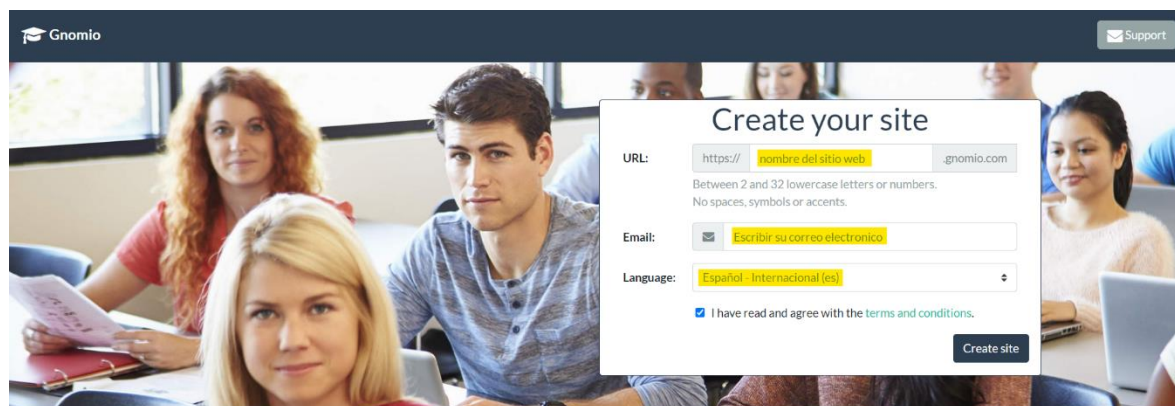 Gnomio
Support
Create your site
URL:
https://
nombre del sitio web
.gnomio.com
Between 2 and 32 lowercase letters or numbers.
No spaces, symbols or accents.
Email:
Escribir su correo electronico
Language:
Español - Internacional (es)
I have read and agree with the terms and conditions.
Create site